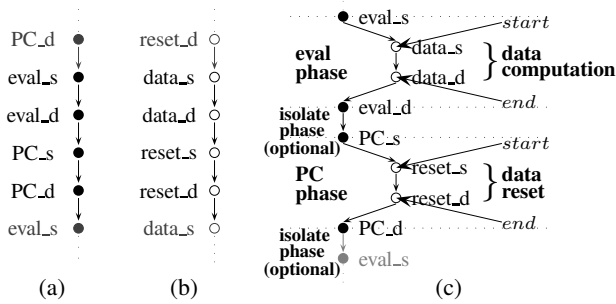 PC_d
eval_s
eval_d
PC_s
PC_d
eval_s
(a)
reset_d
data_s
data_d
reset_s
reset_d
data_s
(b)
eval_s
start
data_s
eval
phase
data_d
} data
computation
end
eval_d
isolate
phase
(optional)
PC_s
start
reset_s
PC
phase
reset_d
} data
reset
end
PC_d
isolate
phase
(optional)
eval_s
(c)